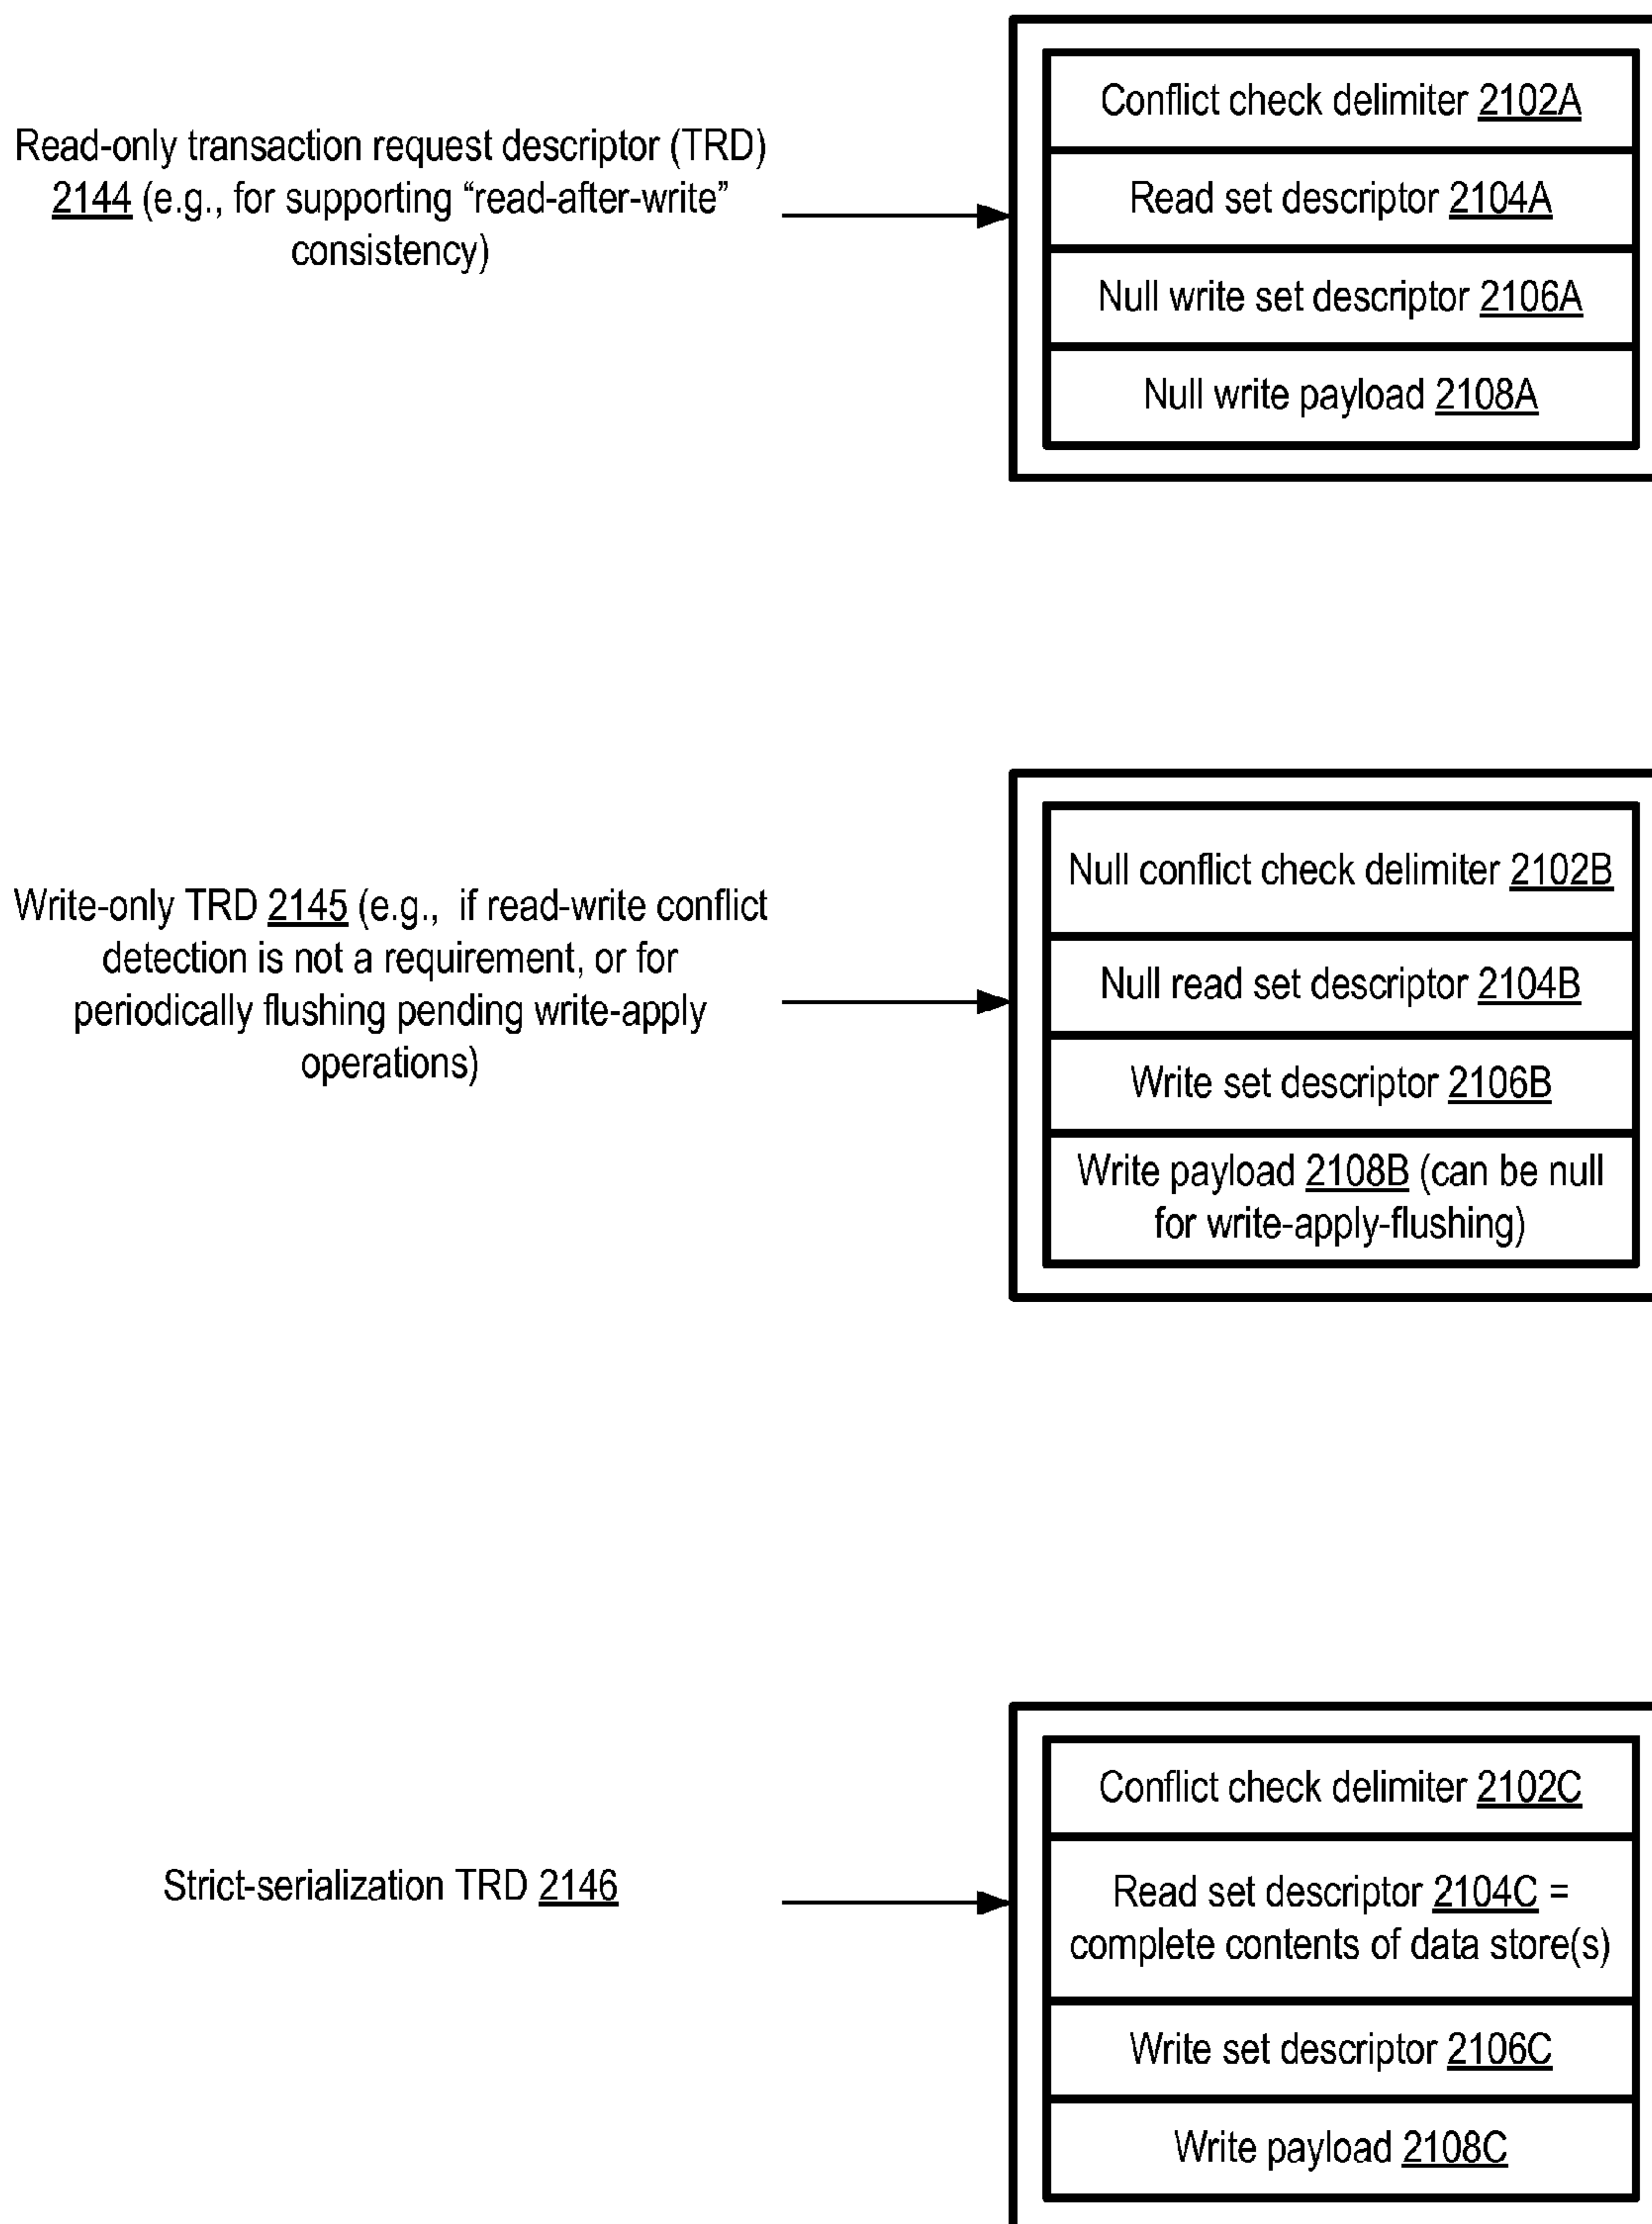 Read-only transaction request descriptor (TRD)
2144 (e.g., for supporting “read-after-write”
consistency)
Conflict check delimiter 2102A
Read set descriptor 2104A
Null write set descriptor 2106A
Null write payload 2108A
Write-only TRD 2145 (e.g., if read-write conflict
detection is not a requirement, or for
periodically flushing pending write-apply
operations)
Null conflict check delimiter 2102B
Null read set descriptor 2104B
Write set descriptor 2106B
Write payload 2108B (can be null
for write-apply-flushing)
Strict-serialization TRD 2146
Conflict check delimiter 2102C
Read set descriptor 2104C =
complete contents of data store(s)
Write set descriptor 2106C
Write payload 2108C